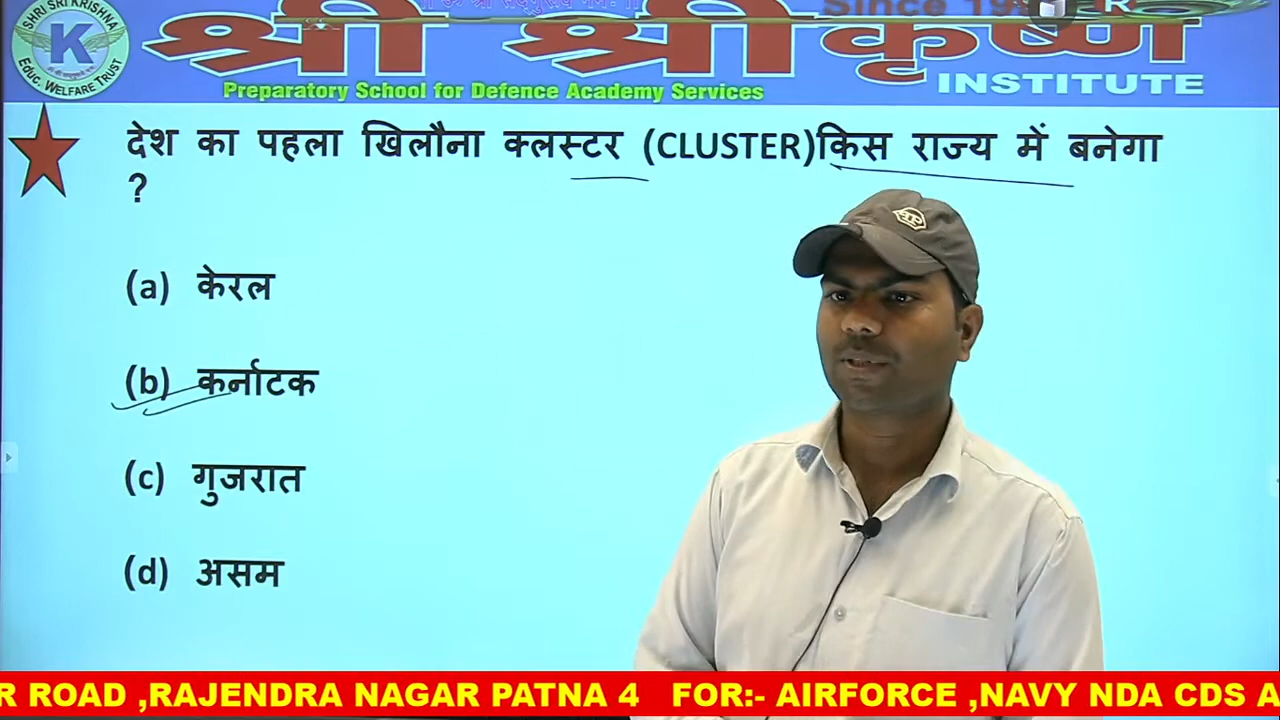 Since
SHRI SRI KRISHNA
K
Educ. WELFARE TRUST
श्री श्रीकृष्ण
INSTITUTE
Preparatory School for Defence Academy Services
देश का पहला खिलौना क्लस्टर (CLUSTER)किस राज्य में बनेगा
?
(a) केरल
(b) कर्नाटक
(c) गुजरात
(d) असम
R ROAD ,RAJENDRA NAGAR PATNA 4 FOR:- AIRFORCE ,NAVY NDA CDS A